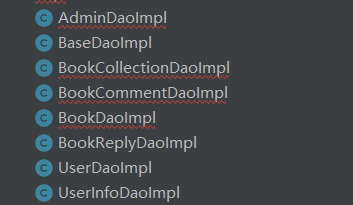 AdminDaoImpl
BaseDaoImpl
BookCollectionDaoImpl
BookCommentDaoImpl
BookDaoImpl
BookReplyDaoImpl
UserDaoImpl
UserInfoDaoImpl